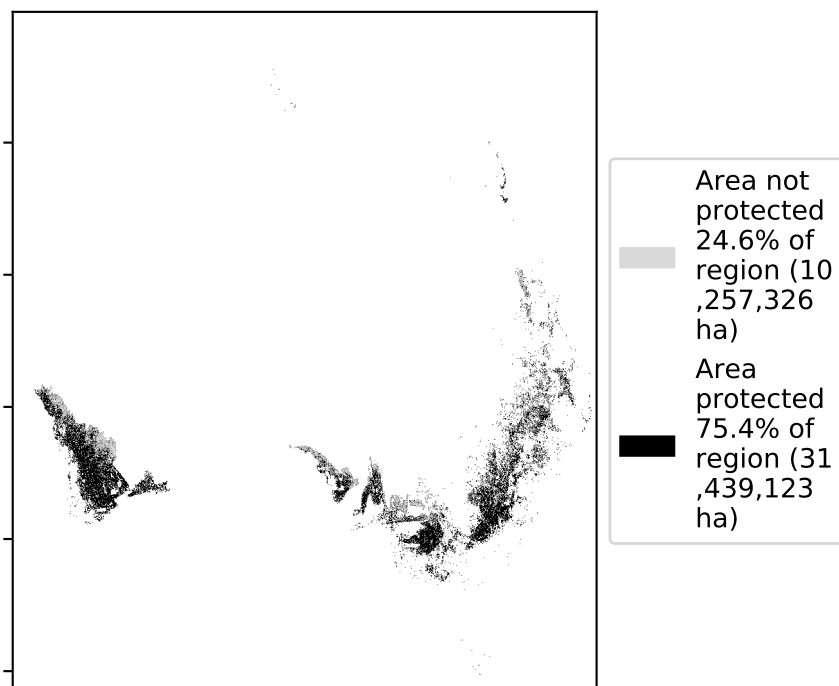 Area not
protected
24.6% of
region (10
,257,326
ha)
Area
protected
75.4% of
region (31
,439,123
ha)